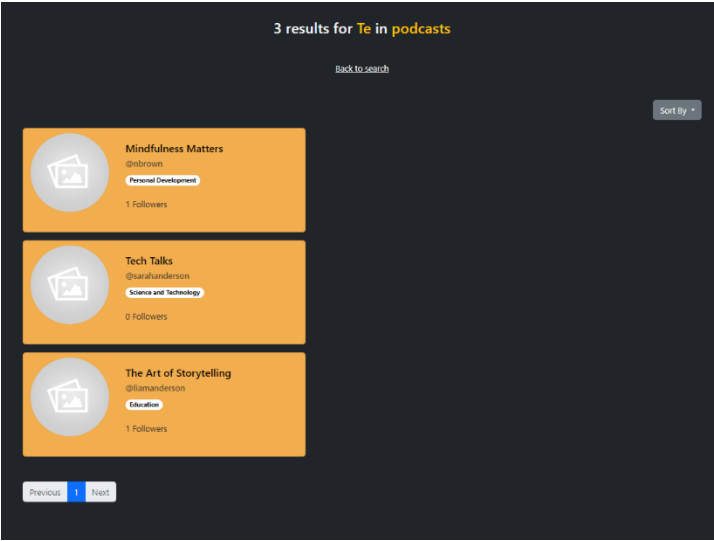 3 results for Te in podcasts
Back to search
Sort By
Mindfulness Matters
@nbrown
Personal Development
1 Followers
Tech Talks
@sarahanderson
Science and Technology
0 Followers
The Art of Storytelling
@liamanderson
Education
1 Followers
Previous 1 Next